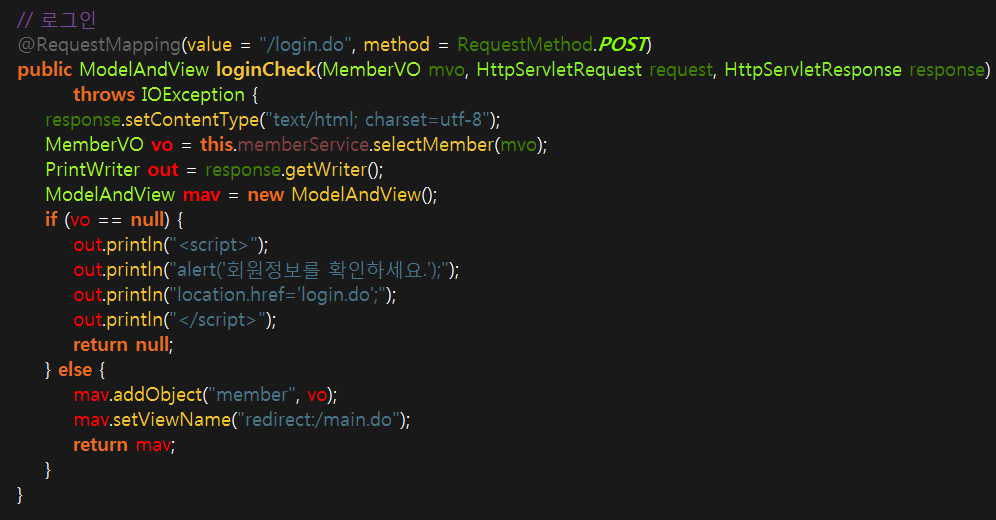 // 로그인
@RequestMapping(value = "/login.do", method = RequestMethod.POST)
public ModelAndView loginCheck(MemberVO mvo, HttpServletRequest request, HttpServletResponse response)
throws IOException {
response.setContentType("text/html; charset=utf-8");
MemberVO vo = this.memberService.selectMember(mvo);
PrintWriter out = response.getWriter();
ModelAndView mav = new ModelAndView();
if (vo == null) {
out.println("<script>");
out.println("alert('회원정보를 확인하세요.');");
out.println("location.href='login.do';");
out.println("</script>");
return null;
} else {
mav.addObject("member", vo);
mav.setViewName("redirect:/main.do");
return mav;
}
}